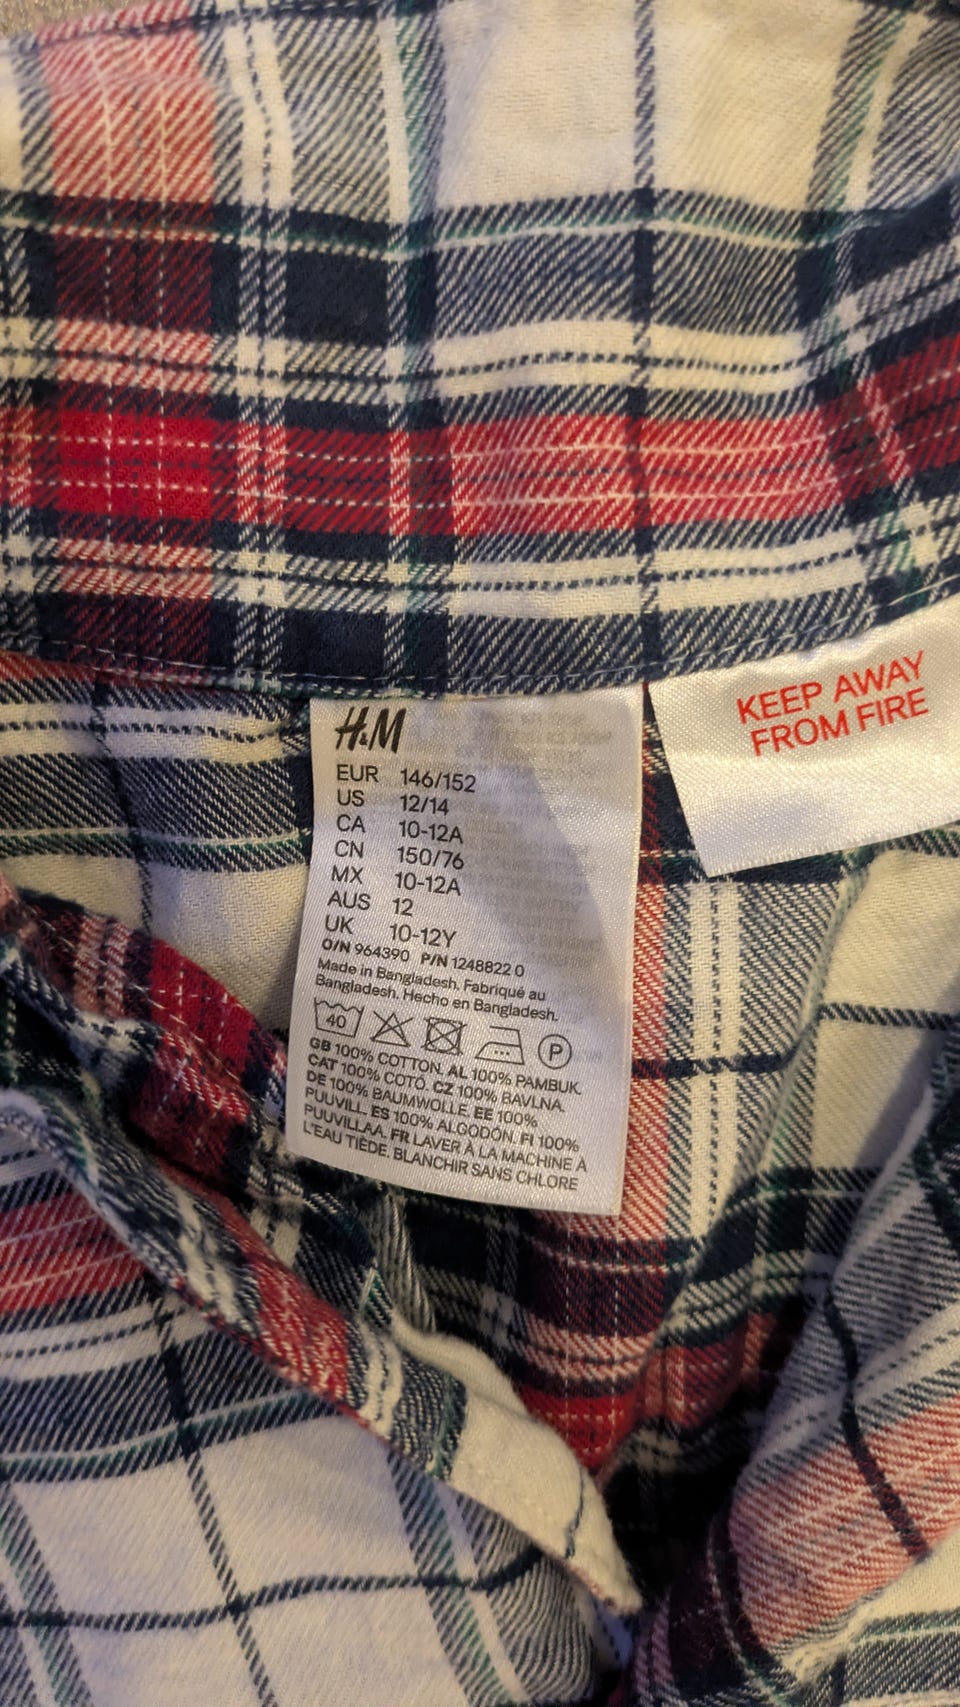 H&M
EUR 146/152
US 12/14
CA 10-12A
CN 150/76
MX 10-12A
AUS 12
UK 10-12Y
O/N 964390 P/N 1248822 0
Made in Bangladesh. Fabriqué au
Bangladesh. Hecho en Bangladesh.
40 P
GB 100% COTTON. AL 100% PAMBUK.
CAT 100% COTÓ. CZ 100% BAVLNA.
DE 100% BAUMWOLLE. EE 100%
PUUVILL. ES 100% ALGODÓN. FI 100%
PUUVILLAA. FR LAVER À LA MACHINE À
L'EAU TIÈDE. BLANCHIR SANS CHLORE
KEEP AWAY
FROM FIRE